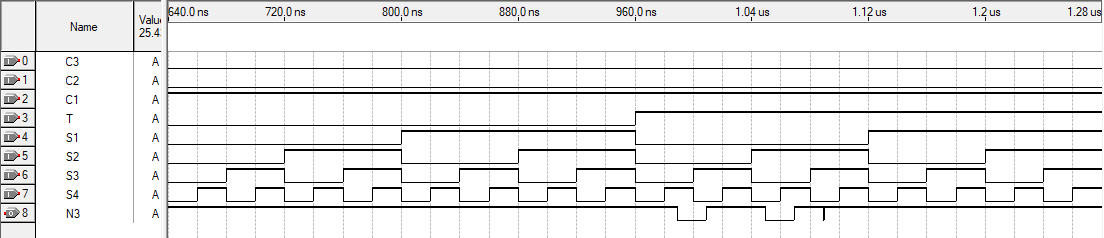 Name
Value
25.4
640.0 ns 720.0 ns 800.0 ns 880.0 ns 960.0 ns 1.04 us 1.12 us 1.2 us 1.28 us
0 C3 A
1 C2 A
2 C1 A
3 T A
4 S1 A
5 S2 A
6 S3 A
7 S4 A
8 N3 A